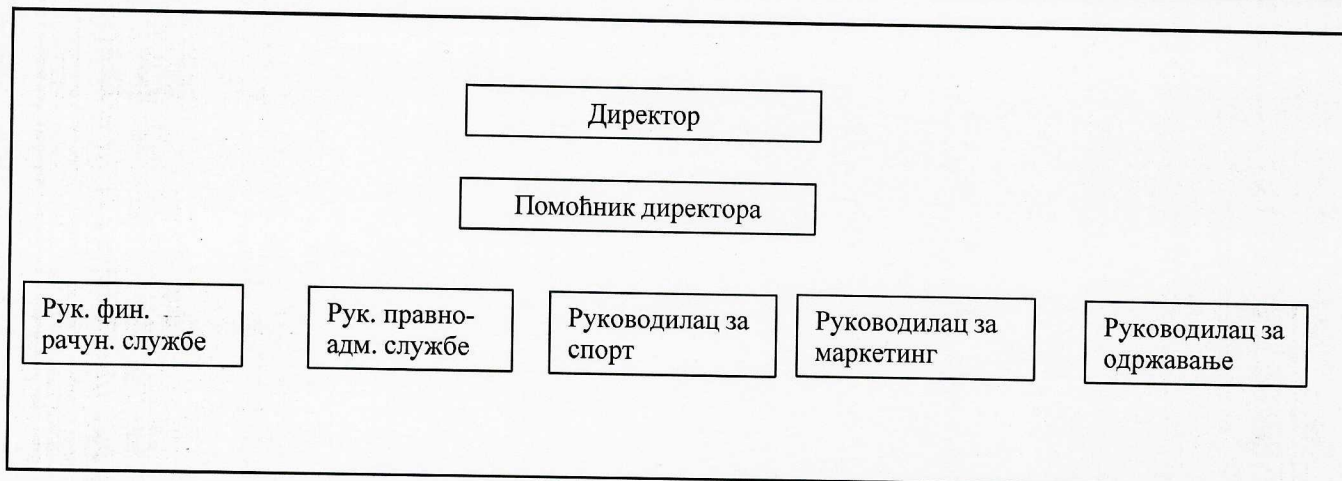 Директор
Помоћник директора
Рук. фин.
рачун. службе
Рук. правно-
адм. службе
Руководилац за
спорт
Руководилац за
маркетинг
Руководилац за
одржавање